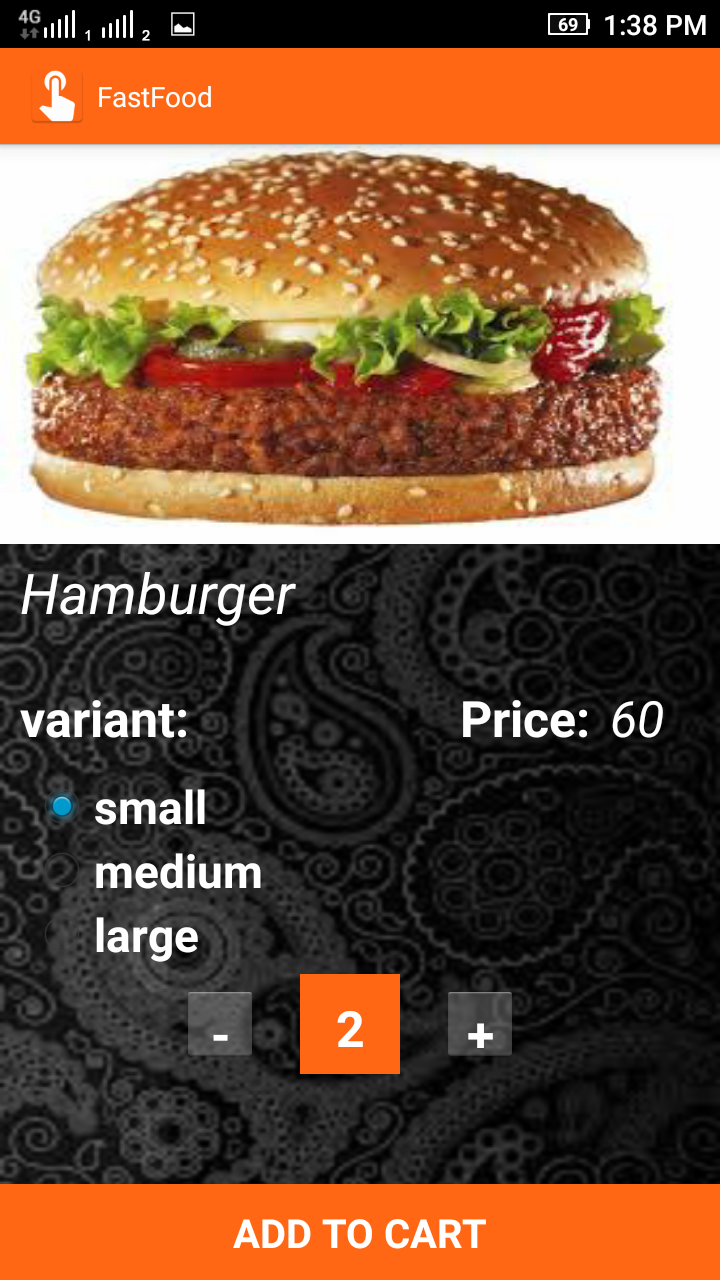 4G 1 2 69 1:38 PM
FastFood
Hamburger
variant: Price: 60
small
medium
large
- 2 +
ADD TO CART